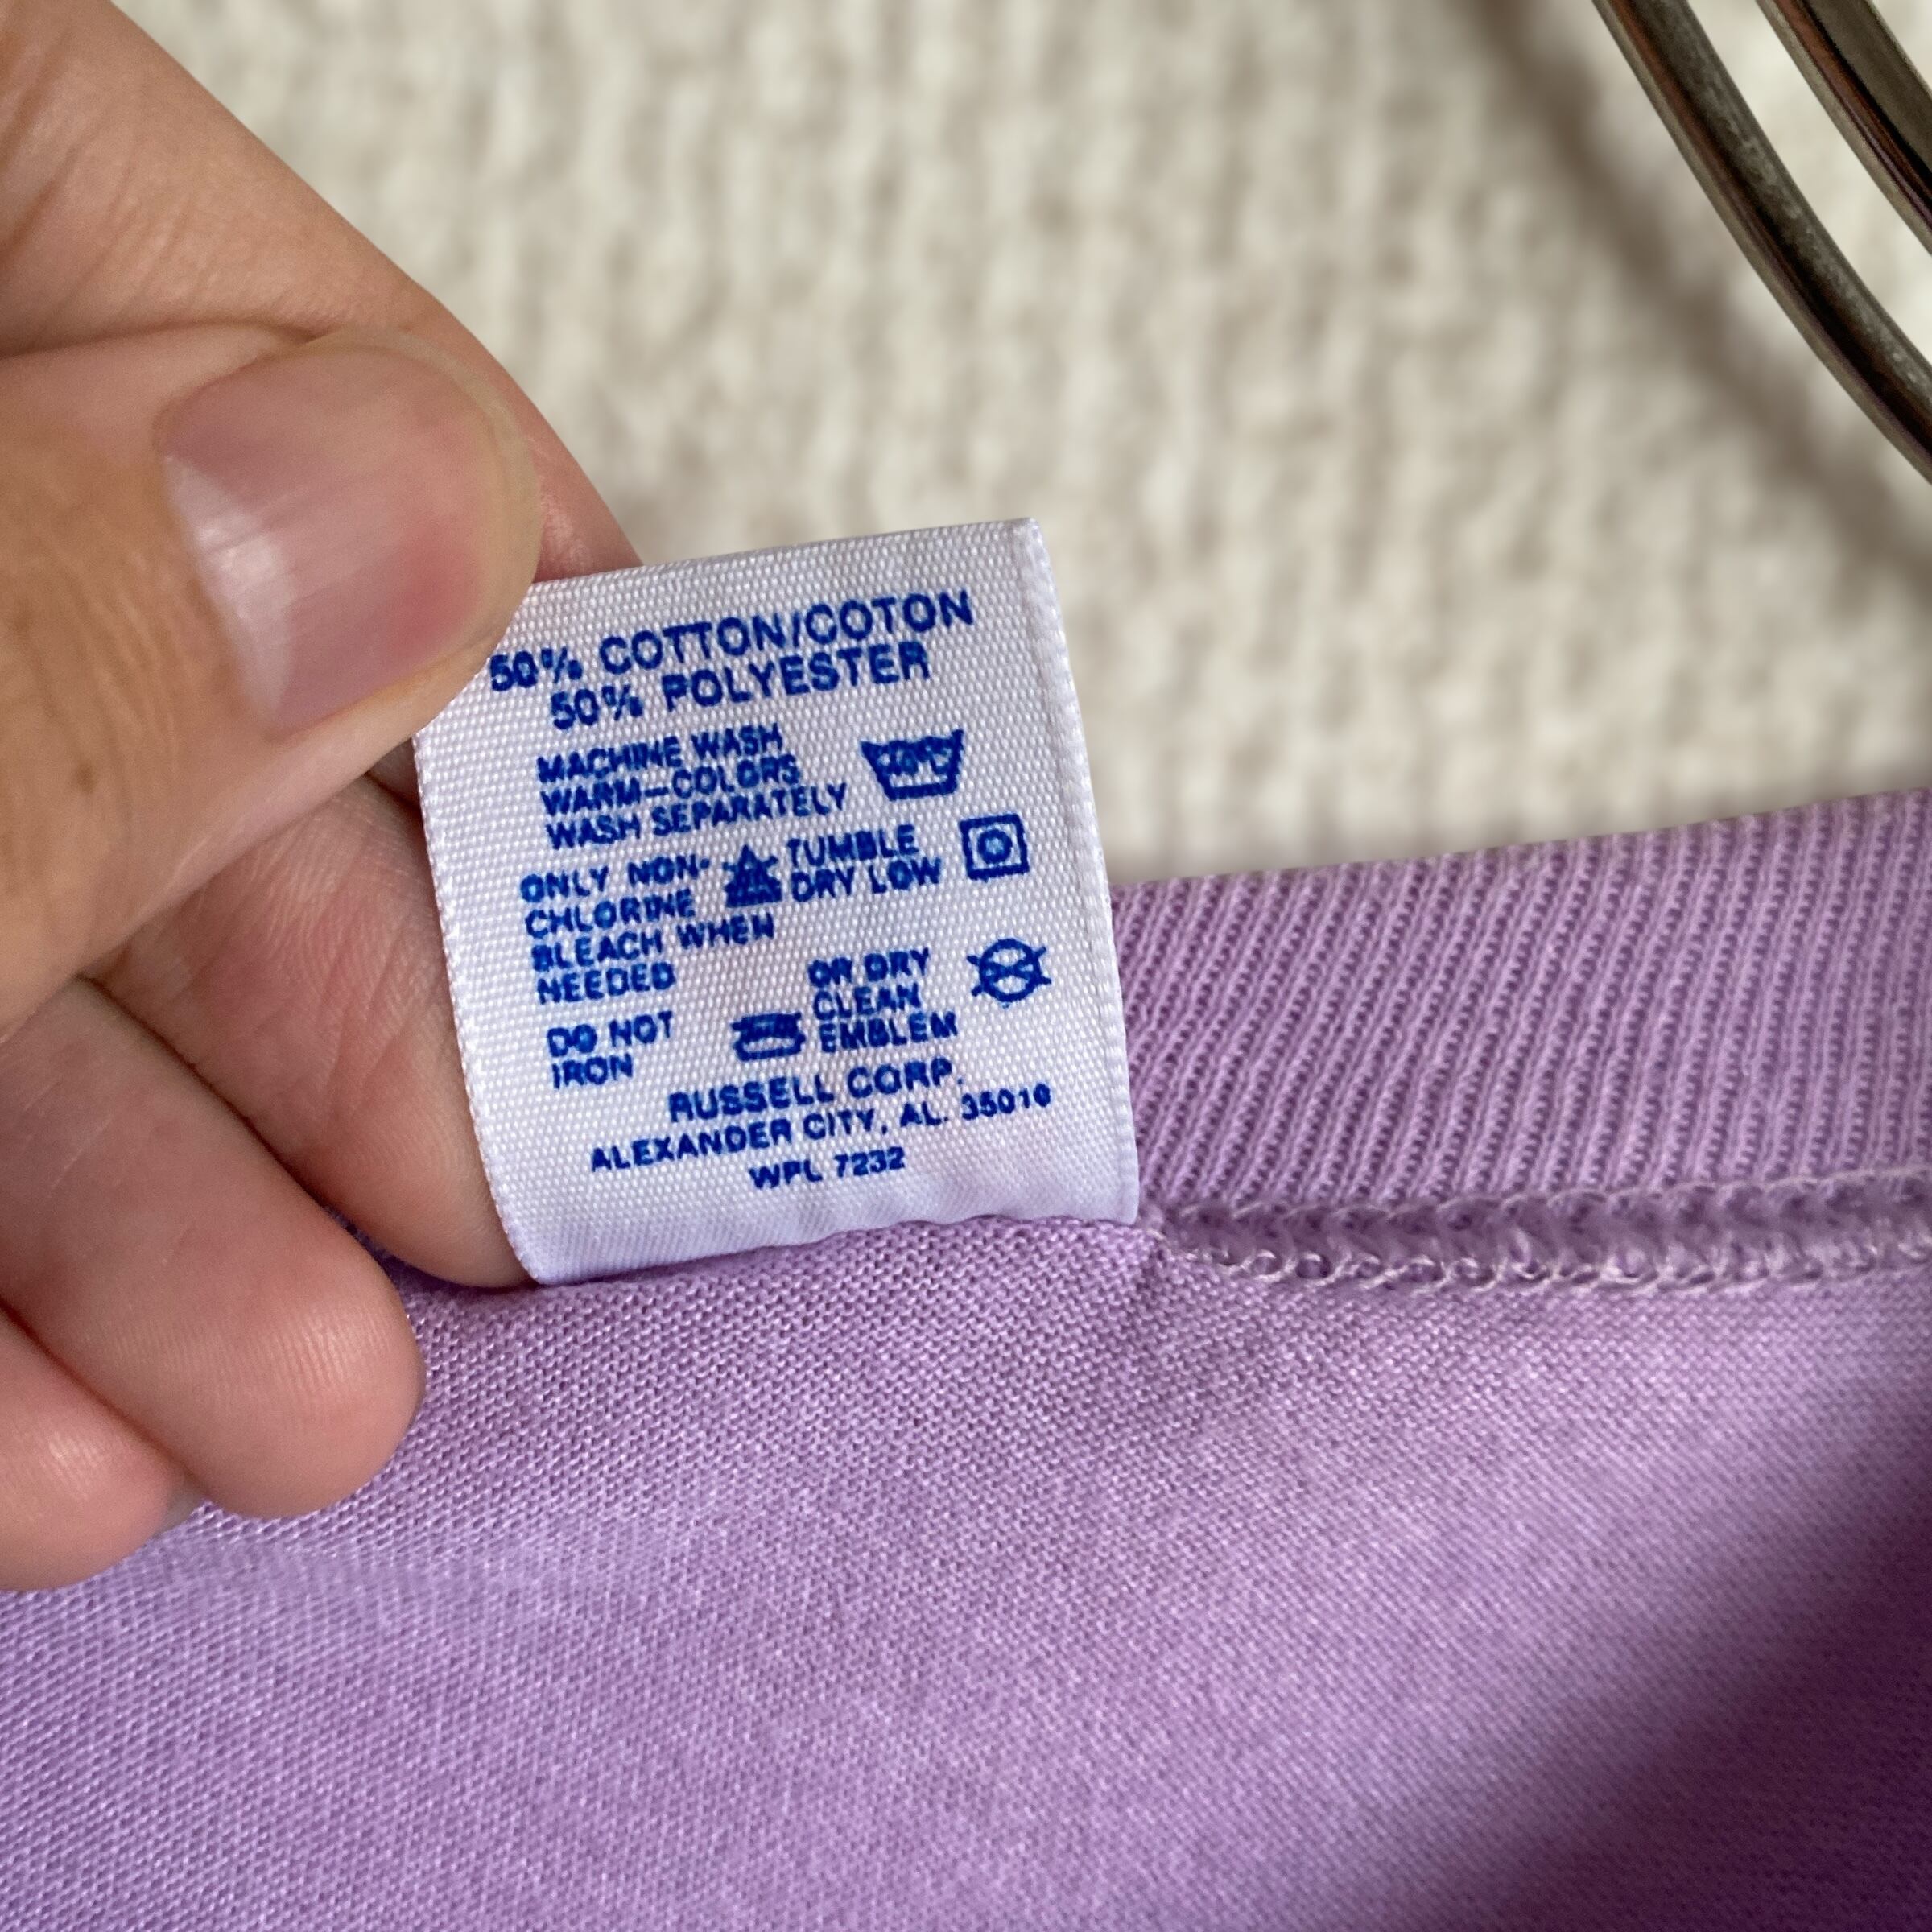 50% COTTON/COTON
50% POLYESTER
MACHINE WASH
WARM-COLORS
WASH SEPARATELY
ONLY NON-
CHLORINE
BLEACH WHEN
NEEDED
TUMBLE
DRY LOW
DO NOT
IRON
OR DRY
CLEAN
EMBLEM
RUSSELL CORP.
ALEXANDER CITY, AL. 35010
WPL 7232